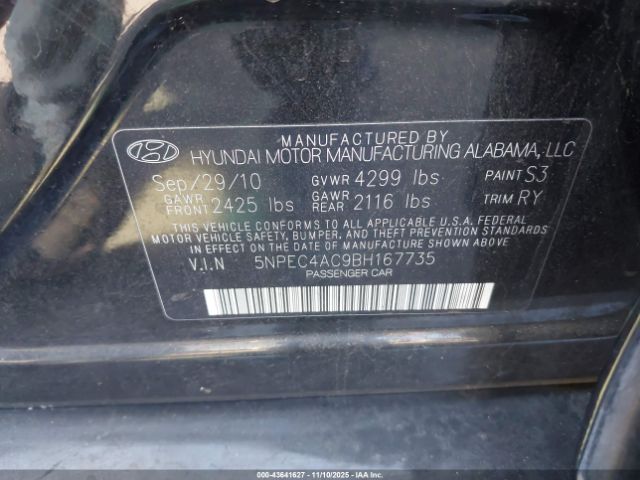 MANUFACTURED BY
HYUNDAI MOTOR MANUFACTURING ALABAMA, LLC
Sep/29/10 GVWR 4299 lbs PAINT S3
GAWR FRONT 2425 lbs GAWR REAR 2116 lbs TRIM RY
THIS VEHICLE CONFORMS TO ALL APPLICABLE U.S.A. FEDERAL
MOTOR VEHICLE SAFETY, BUMPER, AND THEFT PREVENTION STANDARDS
IN EFFECT ON THE DATE OF MANUFACTURE SHOWN ABOVE.
V.I.N 5NPEC4AC9BH167735
PASSENGER CAR
000-43641627 - 11/10/2025 - IAA Inc.